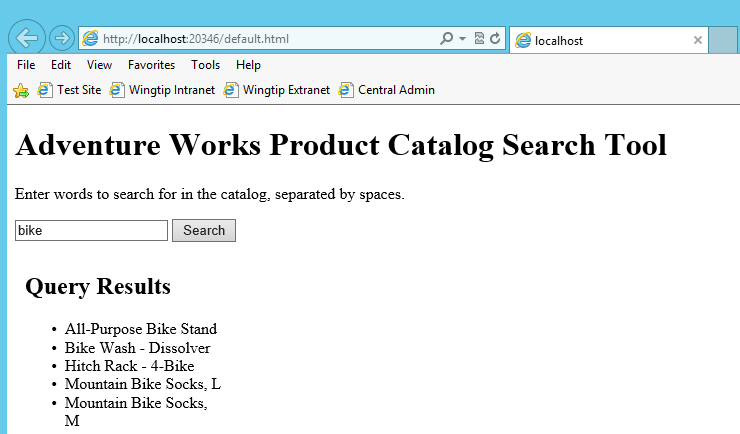 http://localhost:20346/default.html
localhost
File Edit View Favorites Tools Help
Test Site Wingtip Intranet Wingtip Extranet Central Admin
Adventure Works Product Catalog Search Tool
Enter words to search for in the catalog, separated by spaces.
bike Search
Query Results
• All-Purpose Bike Stand
• Bike Wash - Dissolver
• Hitch Rack - 4-Bike
• Mountain Bike Socks, L
• Mountain Bike Socks,
M